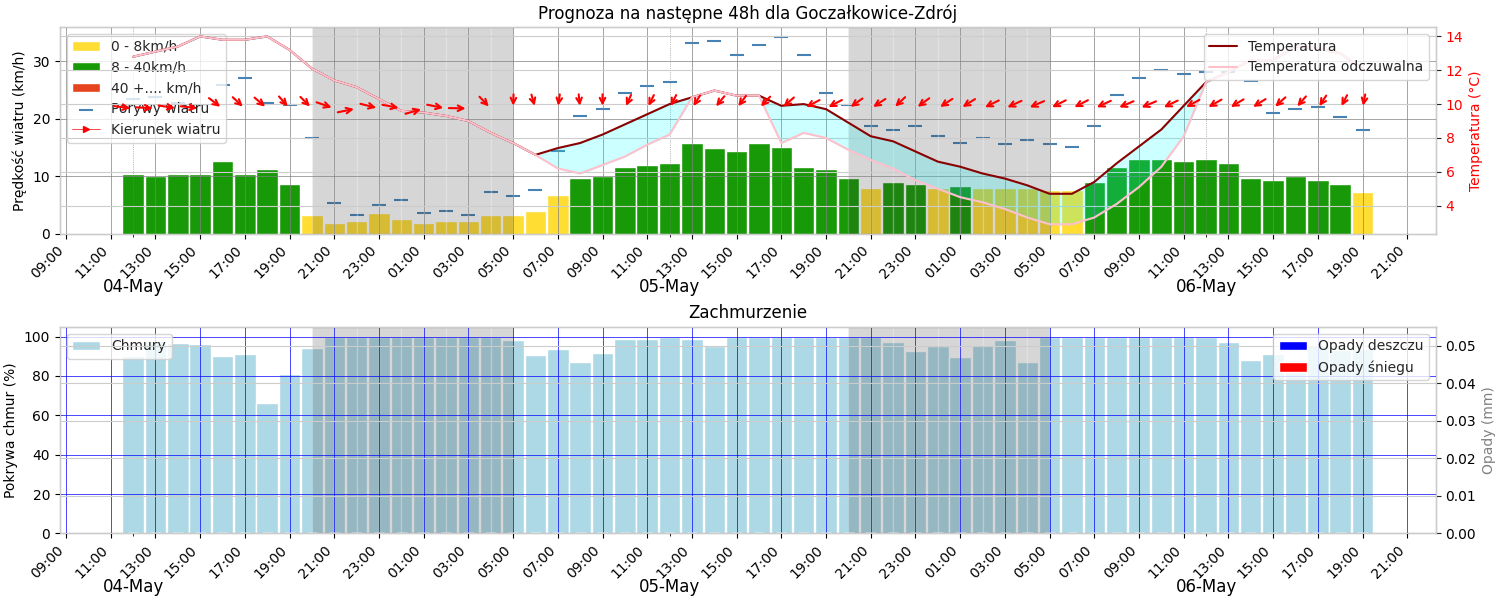 Prognoza na następne 48h dla Goczałkowice-Zdrój
Prędkość wiatru (km/h)
30
20
10
0
0 - 8km/h
8 - 40km/h
40 +.... km/h
Porywy wiatru
Kierunek wiatru
Temperatura
Temperatura odczuwalna
14
12
10
8
6
4
Temperatura (°C)
09:00 11:00 13:00 15:00 17:00 19:00 21:00 23:00 01:00 03:00 05:00 07:00 09:00 11:00 13:00 15:00 17:00 19:00 21:00 23:00 01:00 03:00 05:00 07:00 09:00 11:00 13:00 15:00 17:00 19:00 21:00
04-May 05-May 06-May
Zachmurzenie
Pokrywa chmur (%)
100
80
60
40
20
0
Chmury
Opady deszczu
Opady śniegu
0.05
0.04
0.03
0.02
0.01
0.00
Opady (mm)
09:00 11:00 13:00 15:00 17:00 19:00 21:00 23:00 01:00 03:00 05:00 07:00 09:00 11:00 13:00 15:00 17:00 19:00 21:00 23:00 01:00 03:00 05:00 07:00 09:00 11:00 13:00 15:00 17:00 19:00 21:00
04-May 05-May 06-May